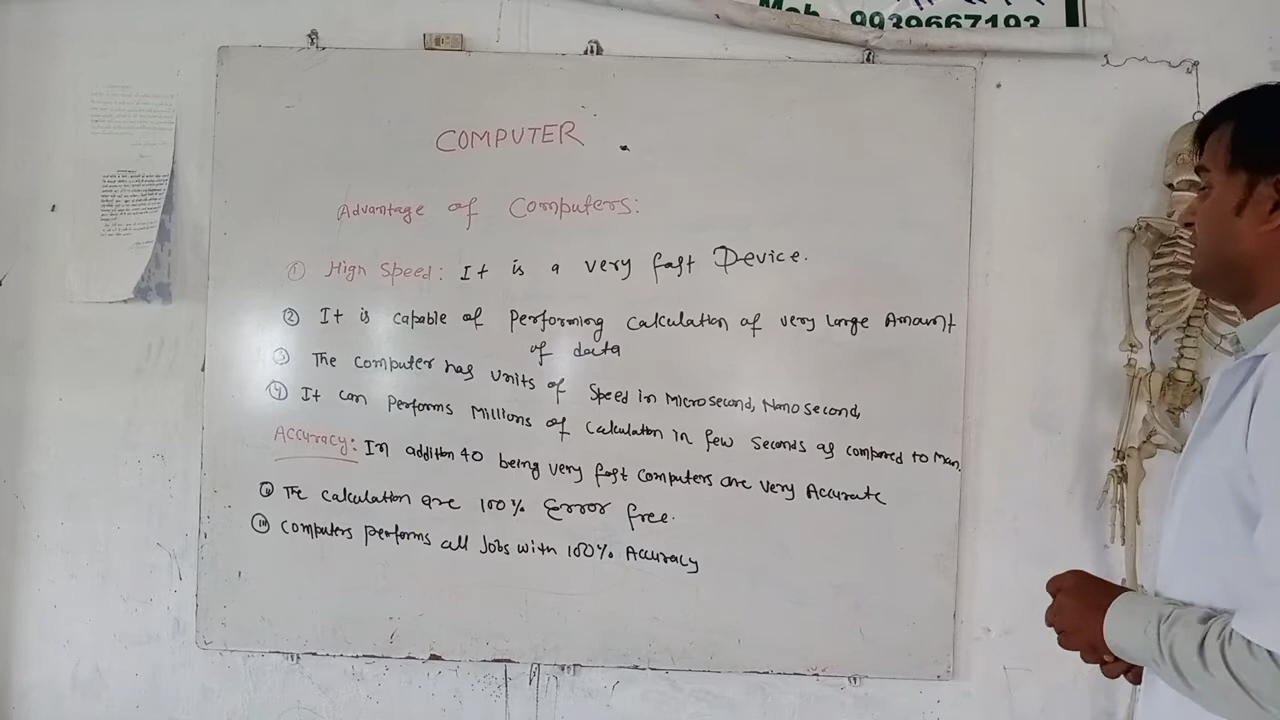 Mob - 9939667193
COMPUTER
Advantage of Computers:
① High Speed: It is a very fast Device.
② It is capable of performing calculation of very large Amount
of data
③ The computer has units of Speed in Microsecond, Nano second,
④ It can performs Millions of calculation in few seconds as compared to Man.
Accuracy: In addition to being very fast computers are very Accurate
The calculation are 100% Error free.
(iii) Computers performs all Jobs with 100% Accuracy